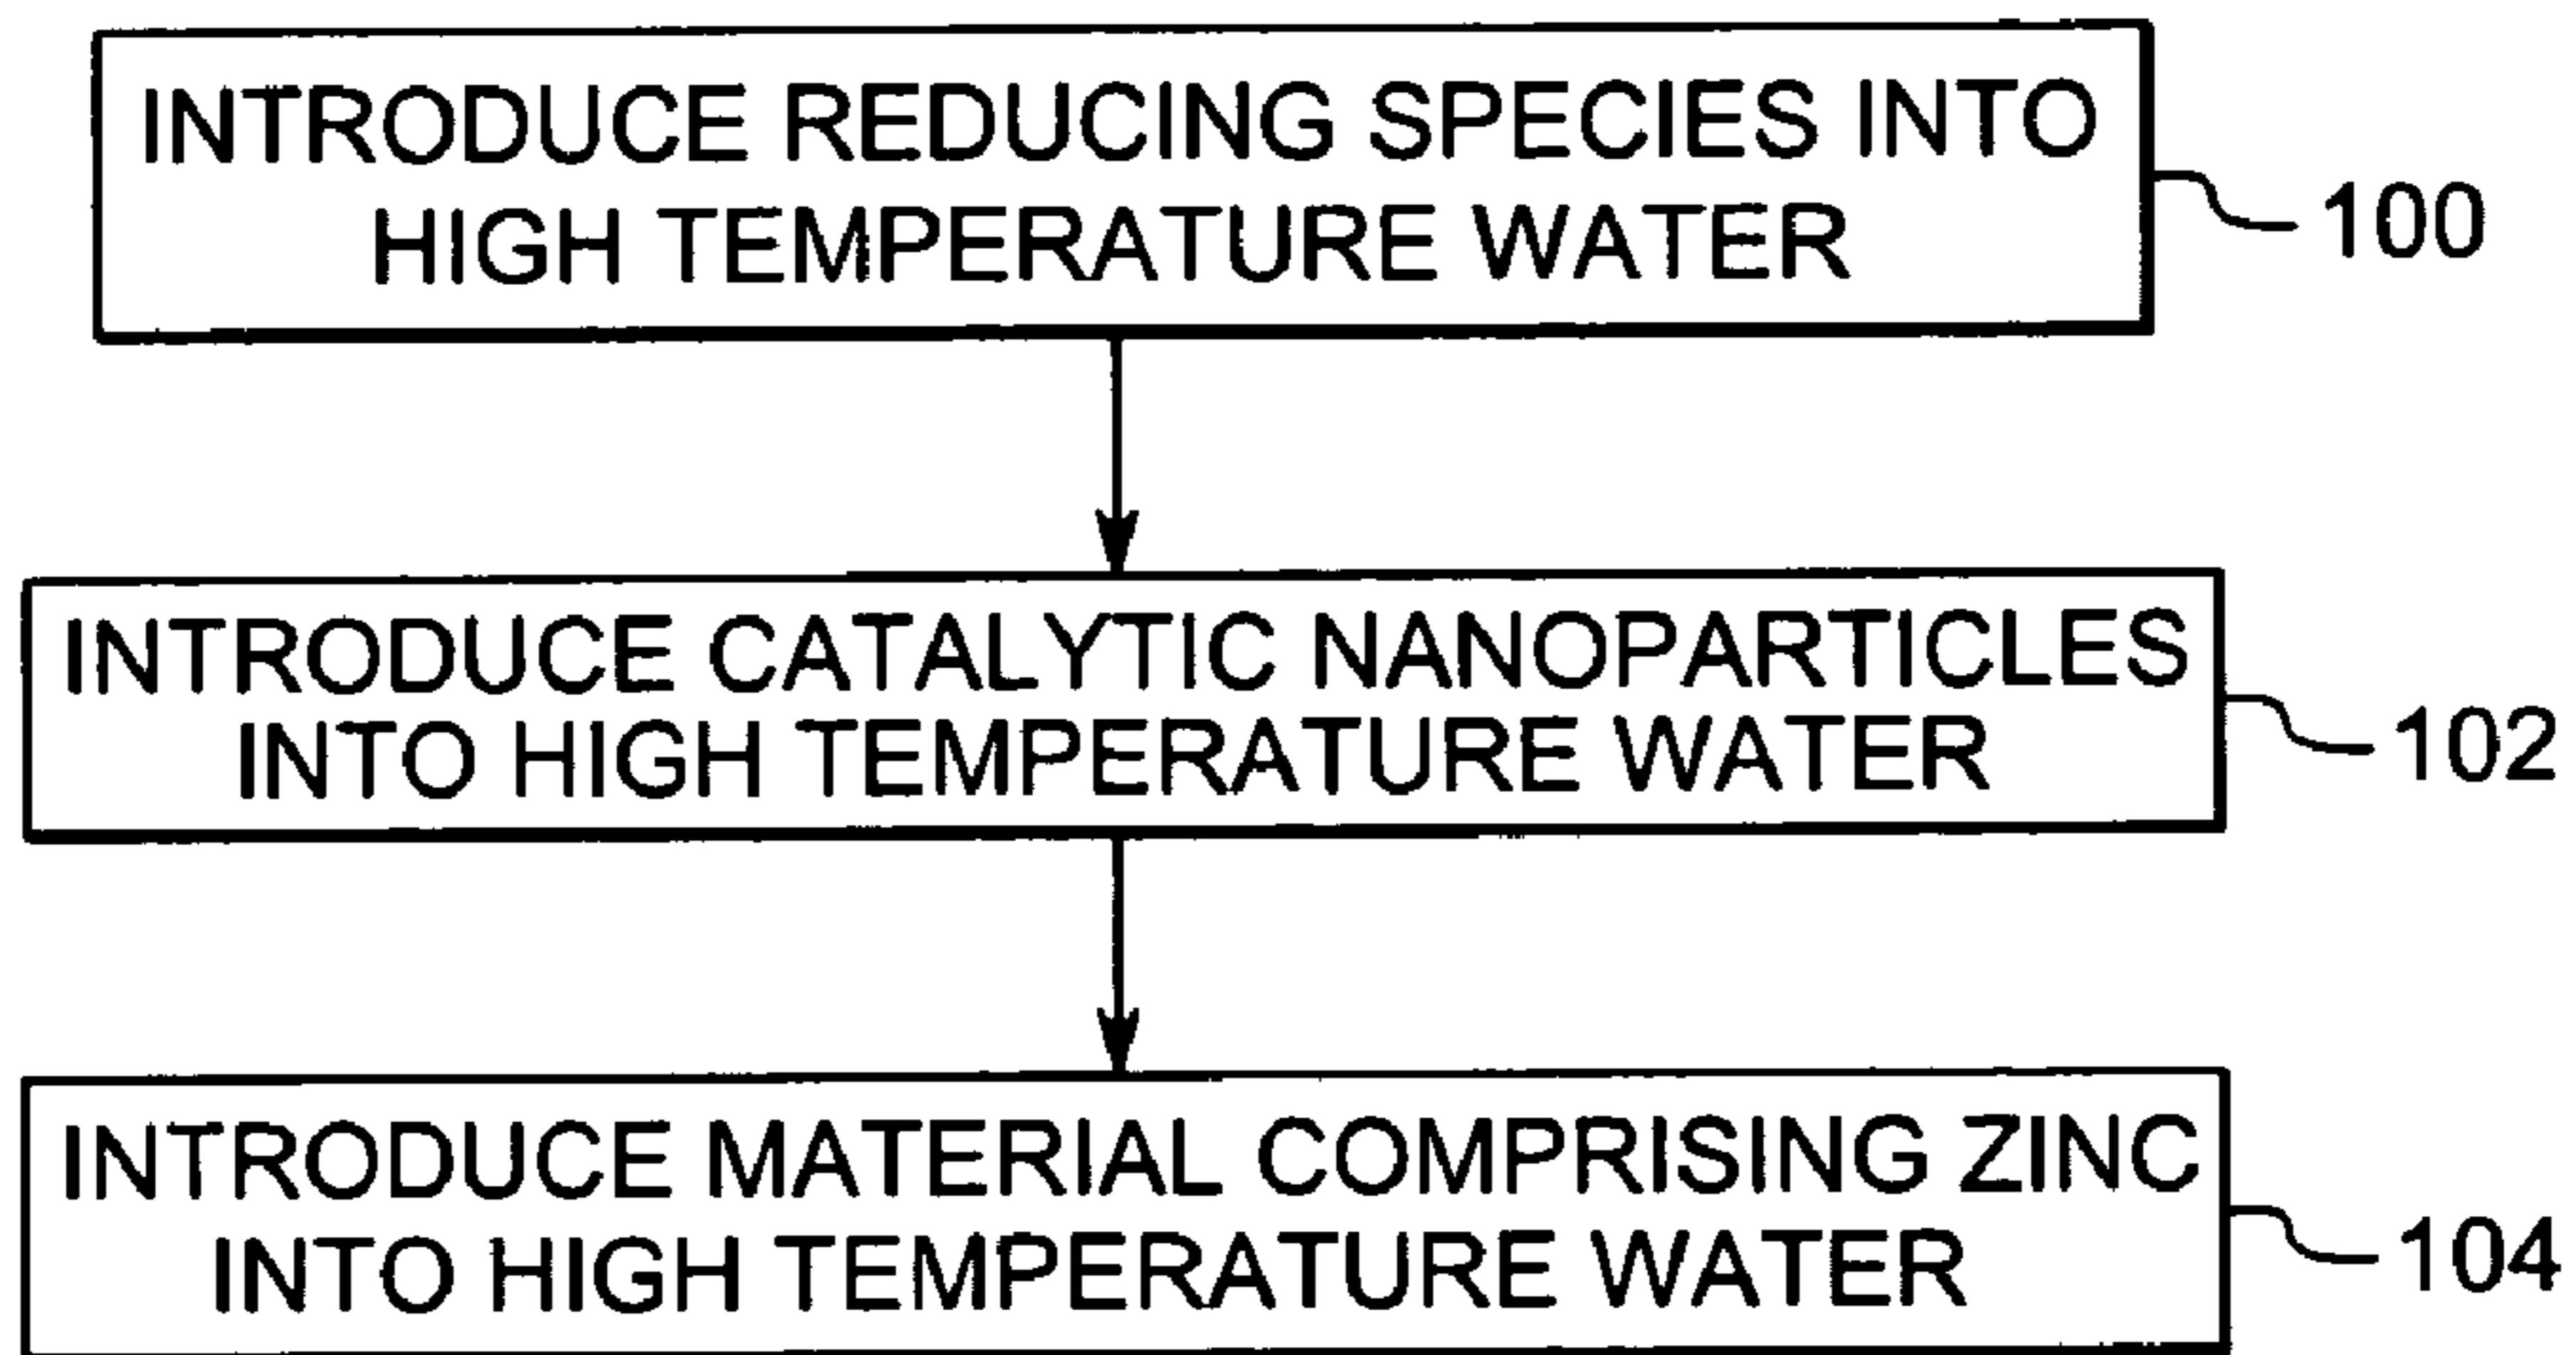 INTRODUCE REDUCING SPECIES INTO
HIGH TEMPERATURE WATER
100
INTRODUCE CATALYTIC NANOPARTICLES
INTO HIGH TEMPERATURE WATER
102
INTRODUCE MATERIAL COMPRISING ZINC
INTO HIGH TEMPERATURE WATER
104